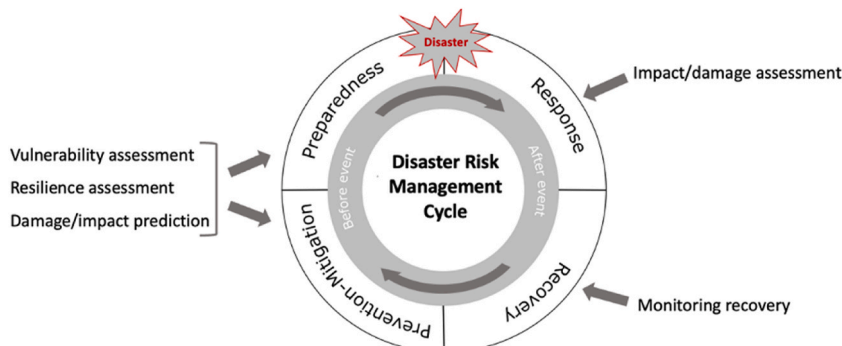 Disaster
Preparedness
Response
Impact/damage assessment
Vulnerability assessment
Resilience assessment
Damage/impact prediction
Before event
Disaster Risk
Management
Cycle
After event
Prevention-Mitigation
Recovery
Monitoring recovery